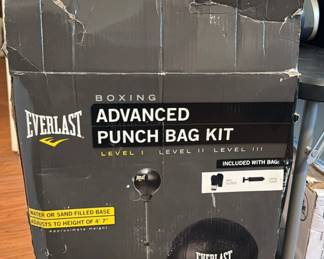 BOXING
EVERLAST
ADVANCED
PUNCH BAG KIT
LEVEL I LEVEL II LEVEL III
INCLUDED WITH BAG:
WATER OR SAND FILLED BASE
ADJUSTS TO HEIGHT OF 4' 7"
EVERLAST